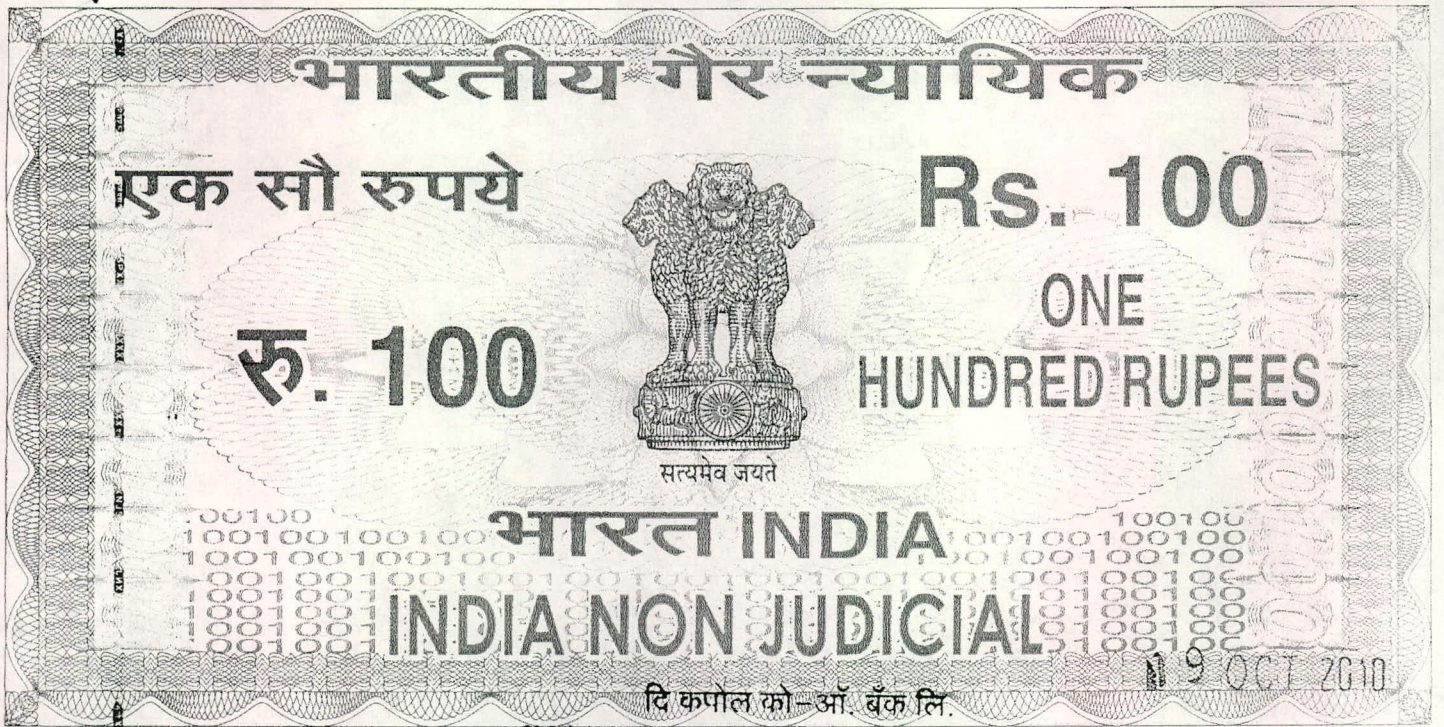 भारतीय गैर न्यायिक
एक सौ रुपये
Rs. 100
रु. 100
ONE
HUNDRED RUPEES
सत्यमेव जयते
भारत INDIA
INDIA NON JUDICIAL
9 OCT 2010
दि कपोल को-ऑ. बँक लि.